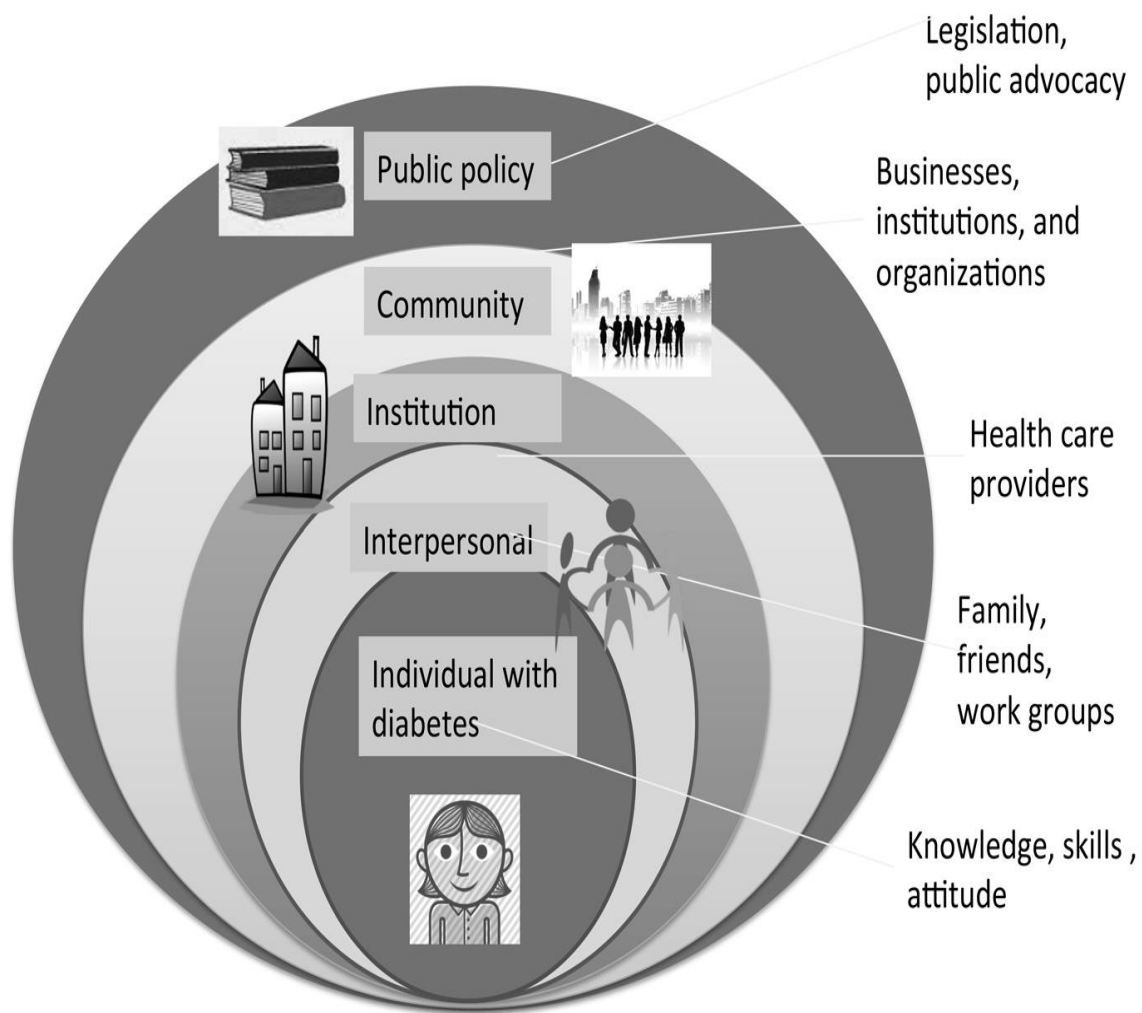 Legislation,
public advocacy
Public policy
Businesses,
institutions, and
organizations
Community
Institution
Health care
providers
Interpersonal
Family,
friends,
work groups
Individual with
diabetes
Knowledge, skills ,
attitude